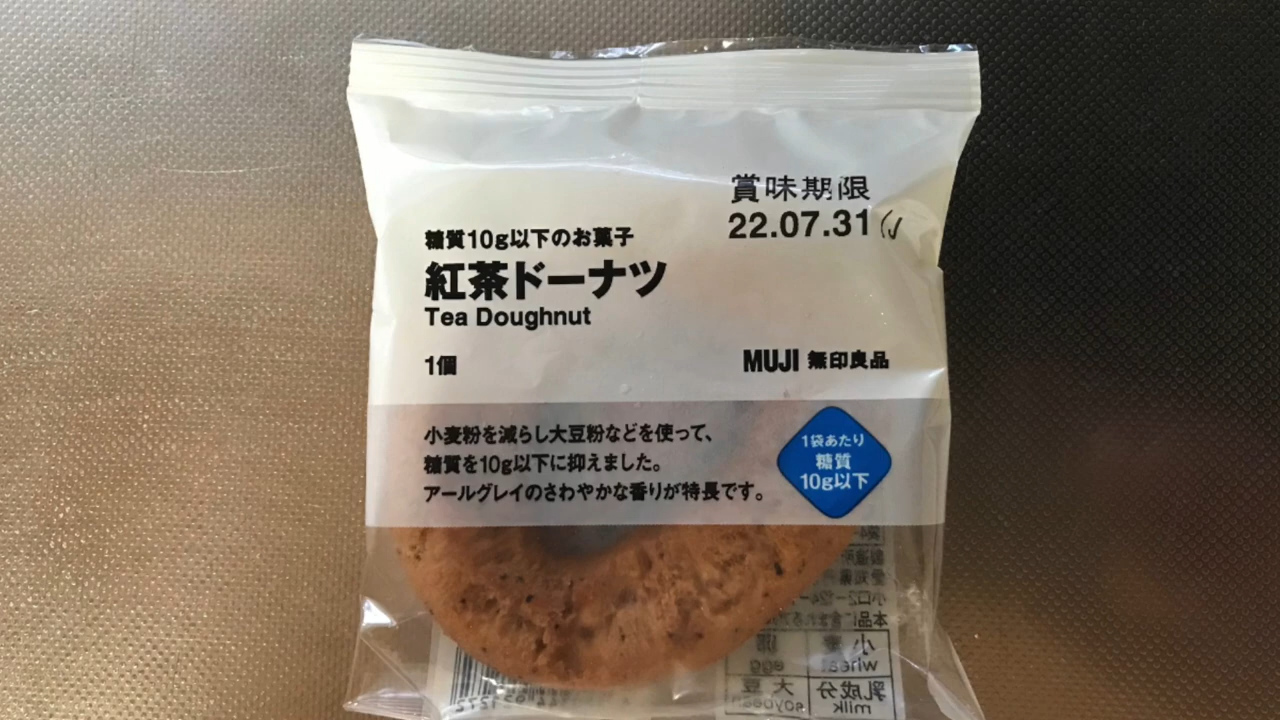 賞味期限
22.07.31
糖質10g以下のお菓子
紅茶ドーナツ
Tea Doughnut
1個
MUJI 無印良品
小麦粉を減らし大豆粉などを使って、
糖質を10g以下に抑えました。
アールグレイのさわやかな香りが特長です。
1袋あたり
糖質
10g以下
小麦
wheat
卵
egg
乳成分
milk
大豆
soybean